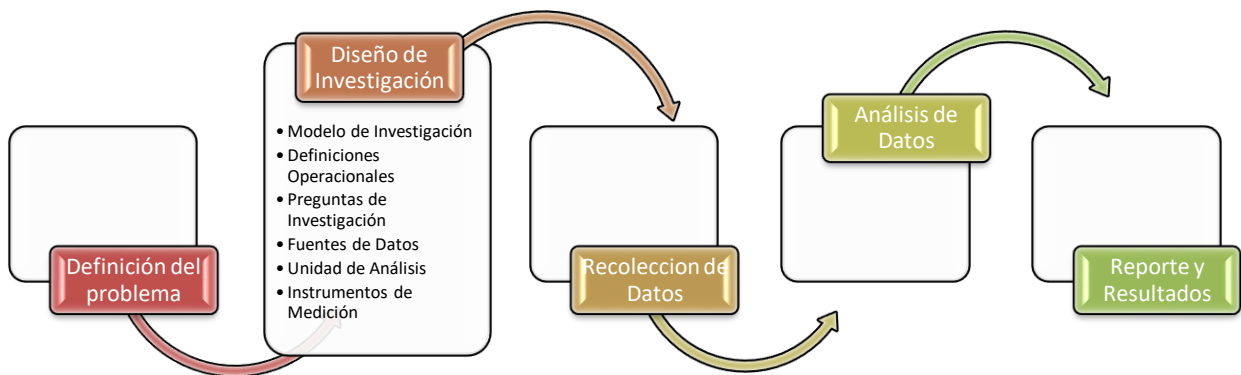 Definición del
problema
Diseño de
Investigación
• Modelo de Investigación
• Definiciones
Operacionales
• Preguntas de
Investigación
• Fuentes de Datos
• Unidad de Análisis
• Instrumentos de
Medición
Recoleccion de
Datos
Análisis de
Datos
Reporte y
Resultados